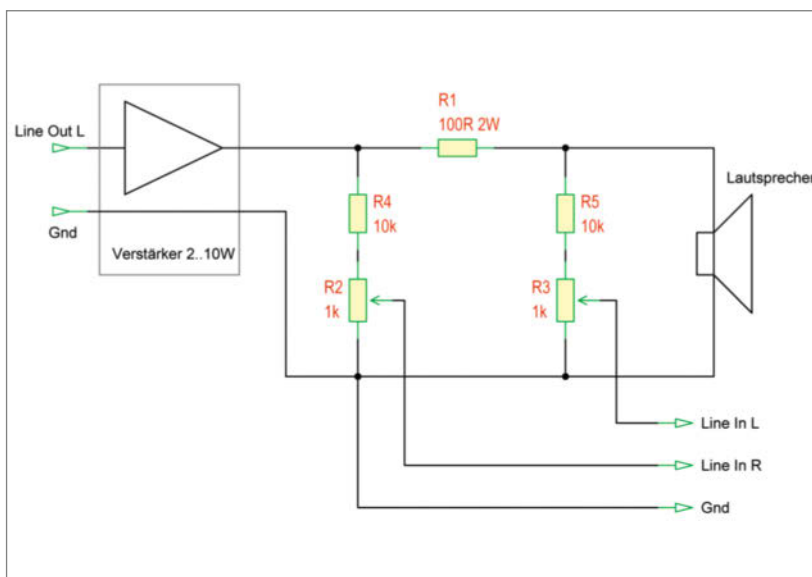 R1
100R 2W
Line Out L
Lautsprecher
R4
10k
R5
10k
Gnd
Verstärker 2..10W
R2
1k
R3
1k
Line In L
Line In R
Gnd